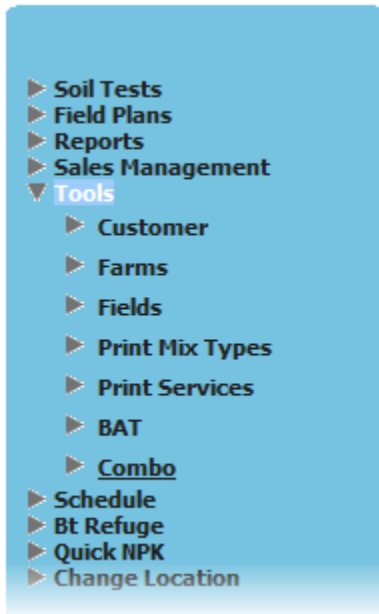 Soil Tests
Field Plans
Reports
Sales Management
Tools
Customer
Farms
Fields
Print Mix Types
Print Services
BAT
Combo
Schedule
Bt Refuge
Quick NPK
Change Location